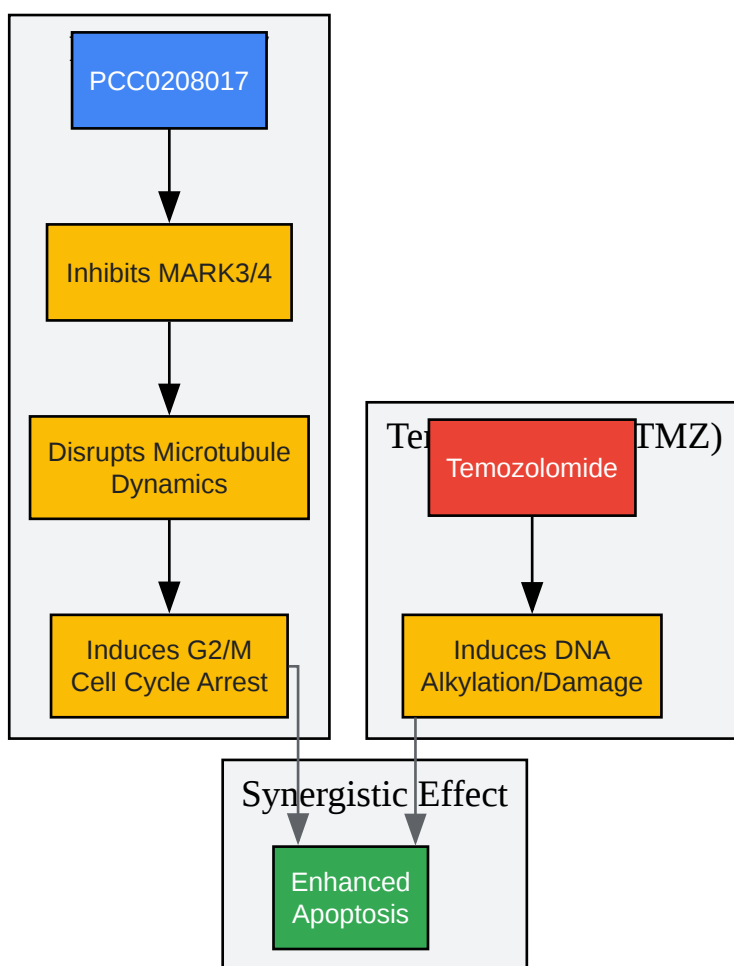 PCC0208017
Inhibits MARK3/4
Disrupts Microtubule
Dynamics
Induces G2/M
Cell Cycle Arrest
TMZ)
Temozolomide
Induces DNA
Alkylation/Damage
Synergistic Effect
Enhanced
Apoptosis